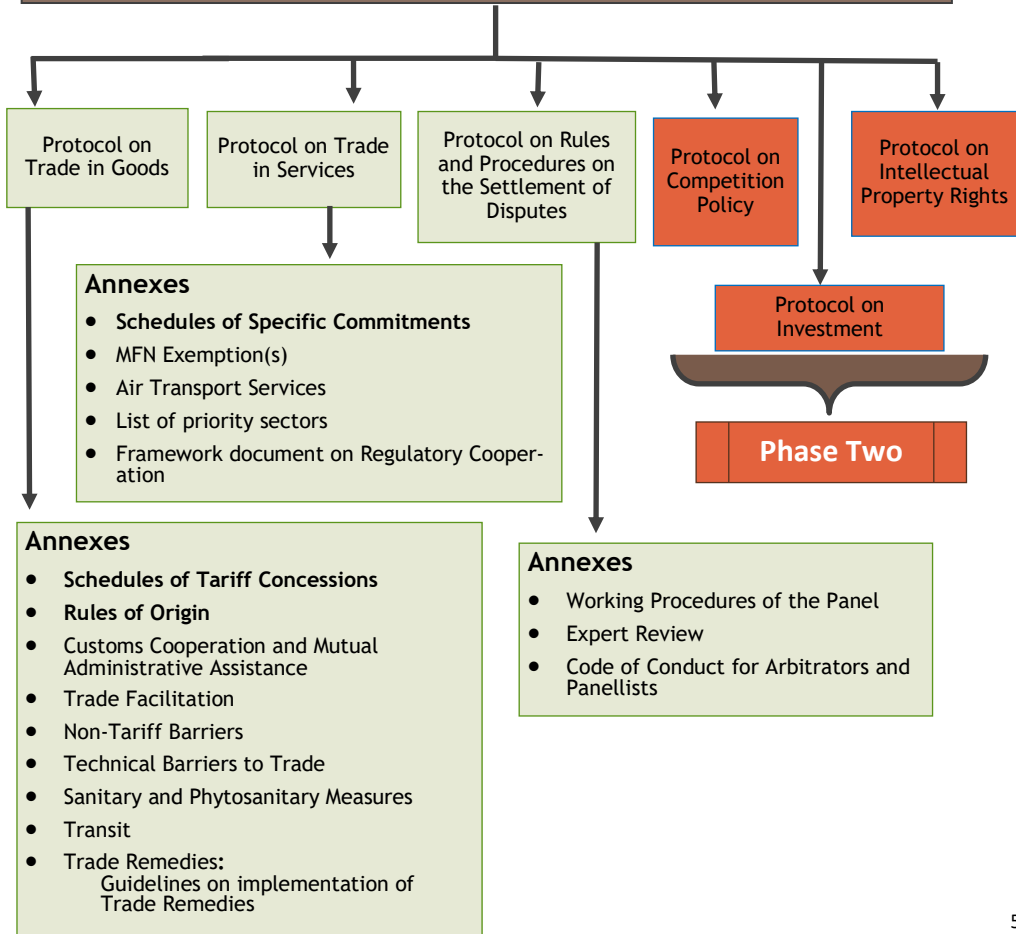 Protocol on
Trade in Goods
Protocol on Trade
in Services
Protocol on Rules
and Procedures on
the Settlement of
Disputes
Protocol on
Competition
Policy
Protocol on
Intellectual
Property Rights
Protocol on
Investment
Phase Two
Annexes
• Schedules of Specific Commitments
• MFN Exemption(s)
• Air Transport Services
• List of priority sectors
• Framework document on Regulatory Cooper-
ation
Annexes
• Schedules of Tariff Concessions
• Rules of Origin
• Customs Cooperation and Mutual
Administrative Assistance
• Trade Facilitation
• Non-Tariff Barriers
• Technical Barriers to Trade
• Sanitary and Phytosanitary Measures
• Transit
• Trade Remedies:
Guidelines on implementation of
Trade Remedies
Annexes
• Working Procedures of the Panel
• Expert Review
• Code of Conduct for Arbitrators and
Panellists
5